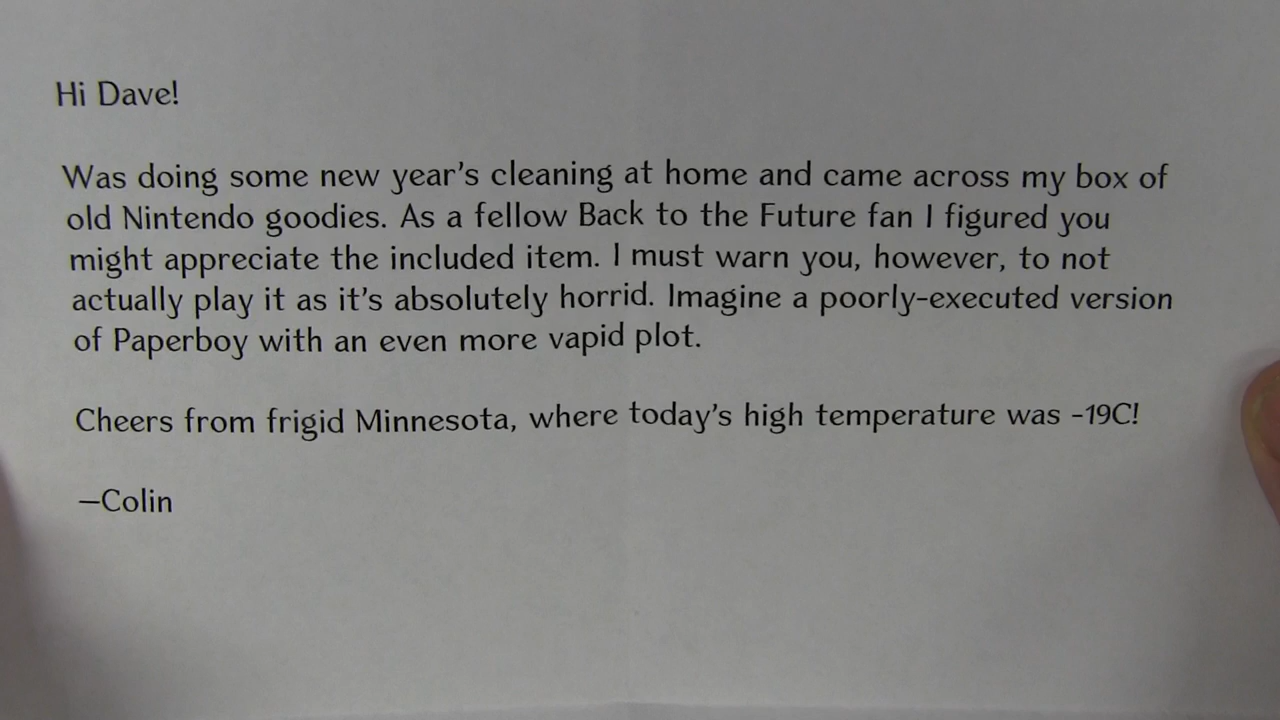 Hi Dave!
Was doing some new year's cleaning at home and came across my box of
old Nintendo goodies. As a fellow Back to the Future fan I figured you
might appreciate the included item. I must warn you, however, to not
actually play it as it's absolutely horrid. Imagine a poorly-executed version
of Paperboy with an even more vapid plot.
Cheers from frigid Minnesota, where today's high temperature was -19C!
—Colin